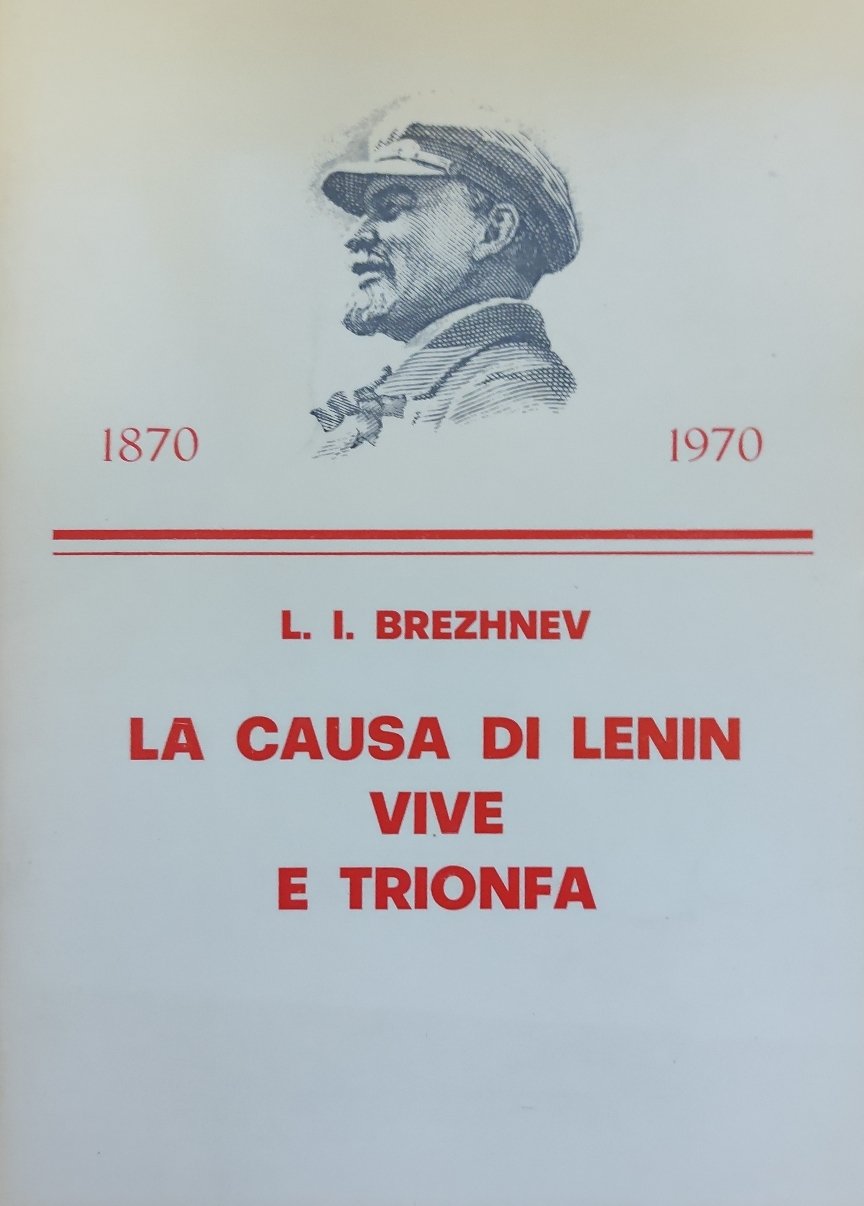 1870 1970
L. I. BREZHNEV
LA CAUSA DI LENIN
VIVE
E TRIONFA